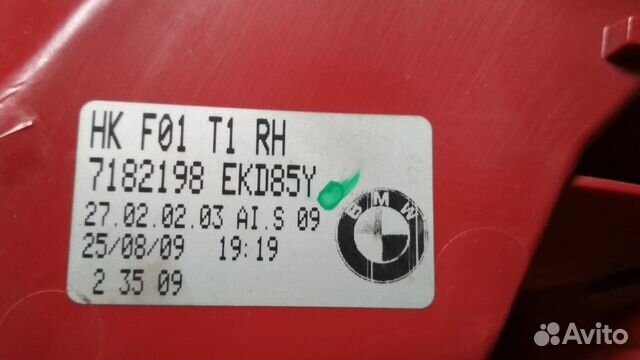 HK F01 T1 RH
7182198 EKD85Y
27.02.02.03 AI.S 09
25/08/09 19:19
2 35 09
BMW
Avito